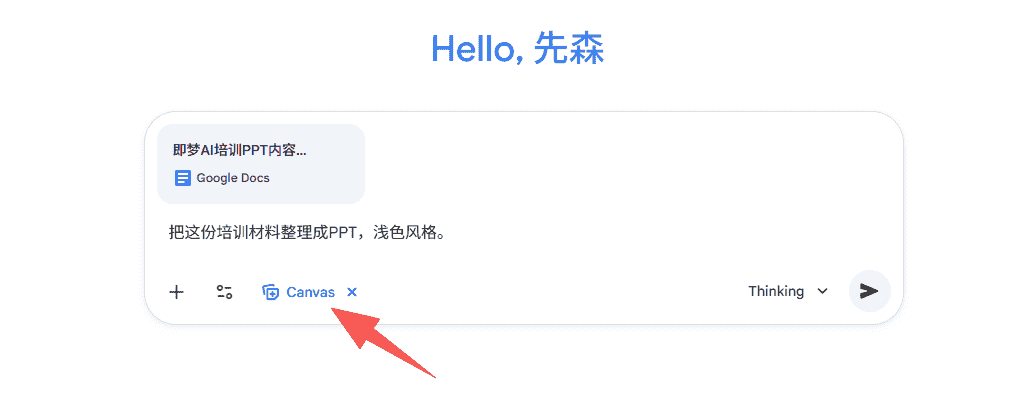 Hello, 先森
即梦AI培训PPT内容...
Google Docs
把这份培训材料整理成PPT，浅色风格。
Canvas
Thinking